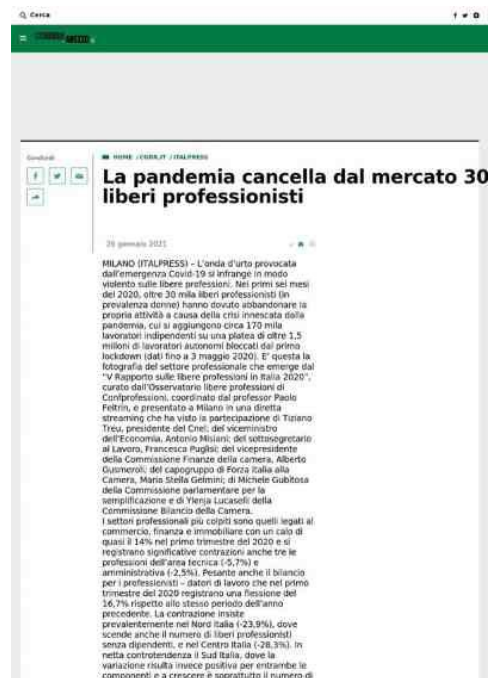 Cerca
Condividi
HOME / CODER.IT / ITALPRESS
La pandemia cancella dal mercato 30
liberi professionisti
26 gennaio 2021
MILANO (ITALPRESS) – L'onda d'urto provocata
dall'emergenza Covid-19 si infrange in modo
violento sulle libere professioni. Nei primi sei mesi
del 2020, oltre 30 mila liberi professionisti (in
prevalenza donne) hanno dovuto abbandonare la
propria attività a causa della crisi innescata dalla
pandemia, cui si aggiungono circa 170 mila
lavoratori indipendenti su una platea di oltre 1,5
milioni di lavoratori autonomi bloccati dal primo
lockdown (dati fino a 3 maggio 2020). E' questa la
fotografia del settore professionale che emerge dal
"V Rapporto sulle libere professioni in Italia 2020",
curato dall'Osservatorio libere professioni di
Confprofessioni, coordinato dal professor Paolo
Feltrin, e presentato a Milano in una diretta
streaming che ha visto la partecipazione di Tiziano
Treu, presidente del Cnel; del viceministro
dell'Economia, Antonio Misiani; del sottosegretario
al Lavoro, Francesca Puglisi; del vicepresidente
della Commissione Finanze della camera, Alberto
Gusmeroli; del capogruppo di Forza Italia alla
Camera, Maria Stella Gelmini; di Michele Gubitosa
della Commissione parlamentare per la
semplificazione e di Ylenja Lucaselli della
Commissione Bilancio della Camera.
I settori professionali più colpiti sono quelli legati al
commercio, finanza e immobiliare con un calo di
quasi il 14% nel primo trimestre del 2020 e si
registrano significative contrazioni anche tre le
professioni dell'area tecnica (-5,7%) e
amministrativa (-2,5%). Pesante anche il bilancio
per i professionisti – datori di lavoro che nel primo
trimestre del 2020 registrano una flessione del
16,7% rispetto allo stesso periodo dell'anno
precedente. La contrazione insiste
prevalentemente nel Nord Italia (-23,9%), dove
scende anche il numero di liberi professionisti
senza dipendenti, e nel Centro Italia (-28,3%). In
netta controtendenza il Sud Italia, dove la
variazione risulta invece positiva per entrambe le
componenti e a crescere è soprattutto il numero di